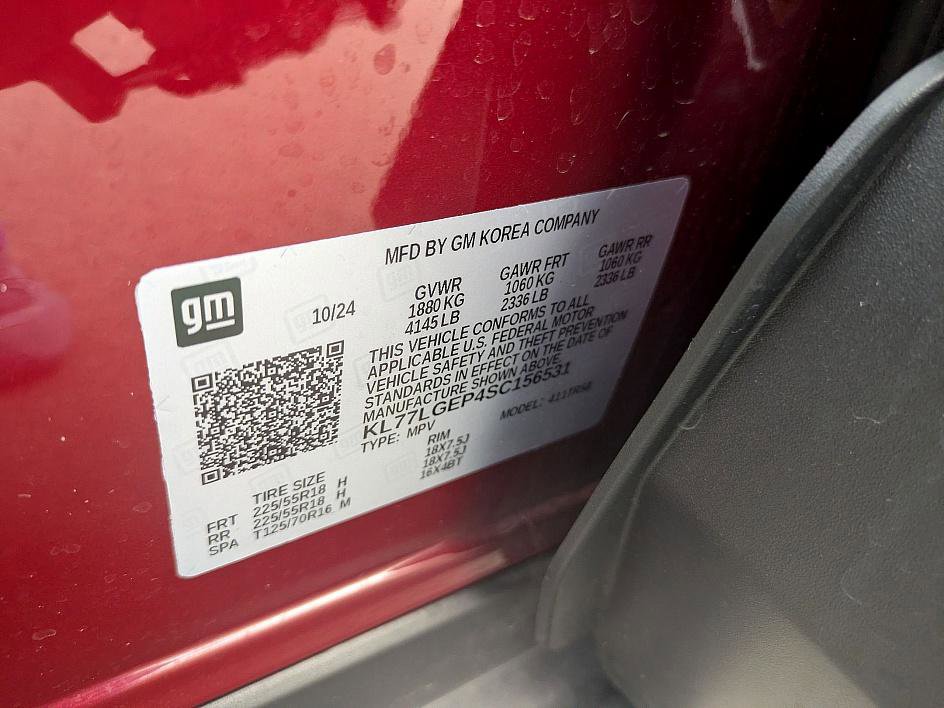 MFD BY GM KOREA COMPANY
gm
10/24
GVWR GAWR FRT GAWR RR
1880 KG 1060 KG 1060 KG
4145 LB 2336 LB 2336 LB
THIS VEHICLE CONFORMS TO ALL
APPLICABLE U.S. FEDERAL MOTOR
VEHICLE SAFETY AND THEFT PREVENTION
STANDARDS IN EFFECT ON THE DATE OF
MANUFACTURE SHOWN ABOVE.
KL77LGEP4SC156531
TYPE: MPV MODEL:
TIRE SIZE RIM
FRT 225/55R18 H 18X7.5J
RR 225/55R18 H 18X7.5J
SPA T125/70R16 M 16X4BT